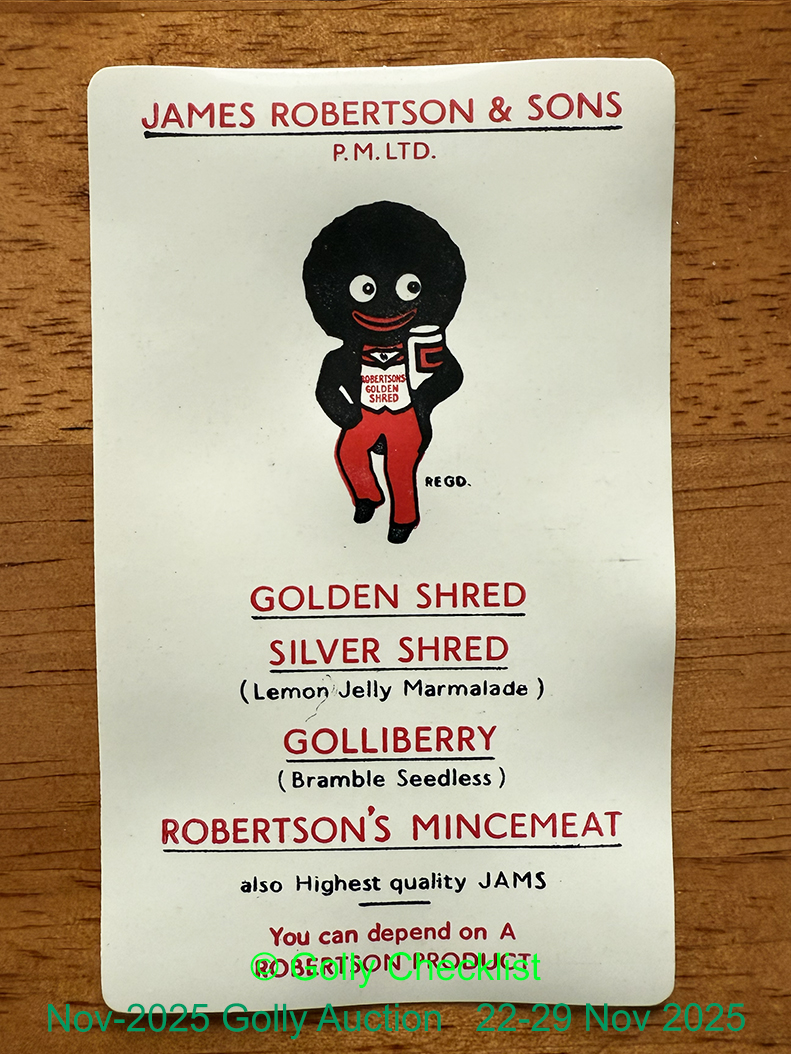 JAMES ROBERTSON & SONS
P.M.LTD.
ROBERTSONS
GOLDEN
SHRED
REGD.
GOLDEN SHRED
SILVER SHRED
(Lemon Jelly Marmalade)
GOLLIBERRY
(Bramble Seedless)
ROBERTSON'S MINCEMEAT
also Highest quality JAMS
You can depend on A
ROBERTSON PRODUCT.
© Golly Checklist
Nov-2025 Golly Auction 22-29 Nov 2025